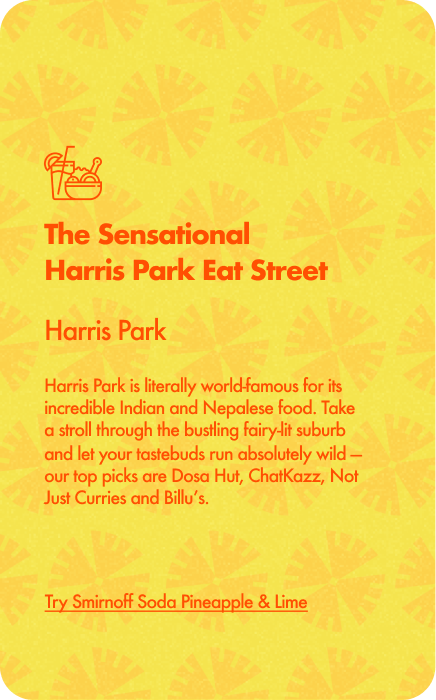 The Sensational
Harris Park Eat Street
Harris Park
Harris Park is literally world-famous for its
incredible Indian and Nepalese food. Take
a stroll through the bustling fairy-lit suburb
and let your tastebuds run absolutely wild —
our top picks are Dosa Hut, ChatKazz, Not
Just Curries and Billu’s.
Try Smirnoff Soda Pineapple & Lime